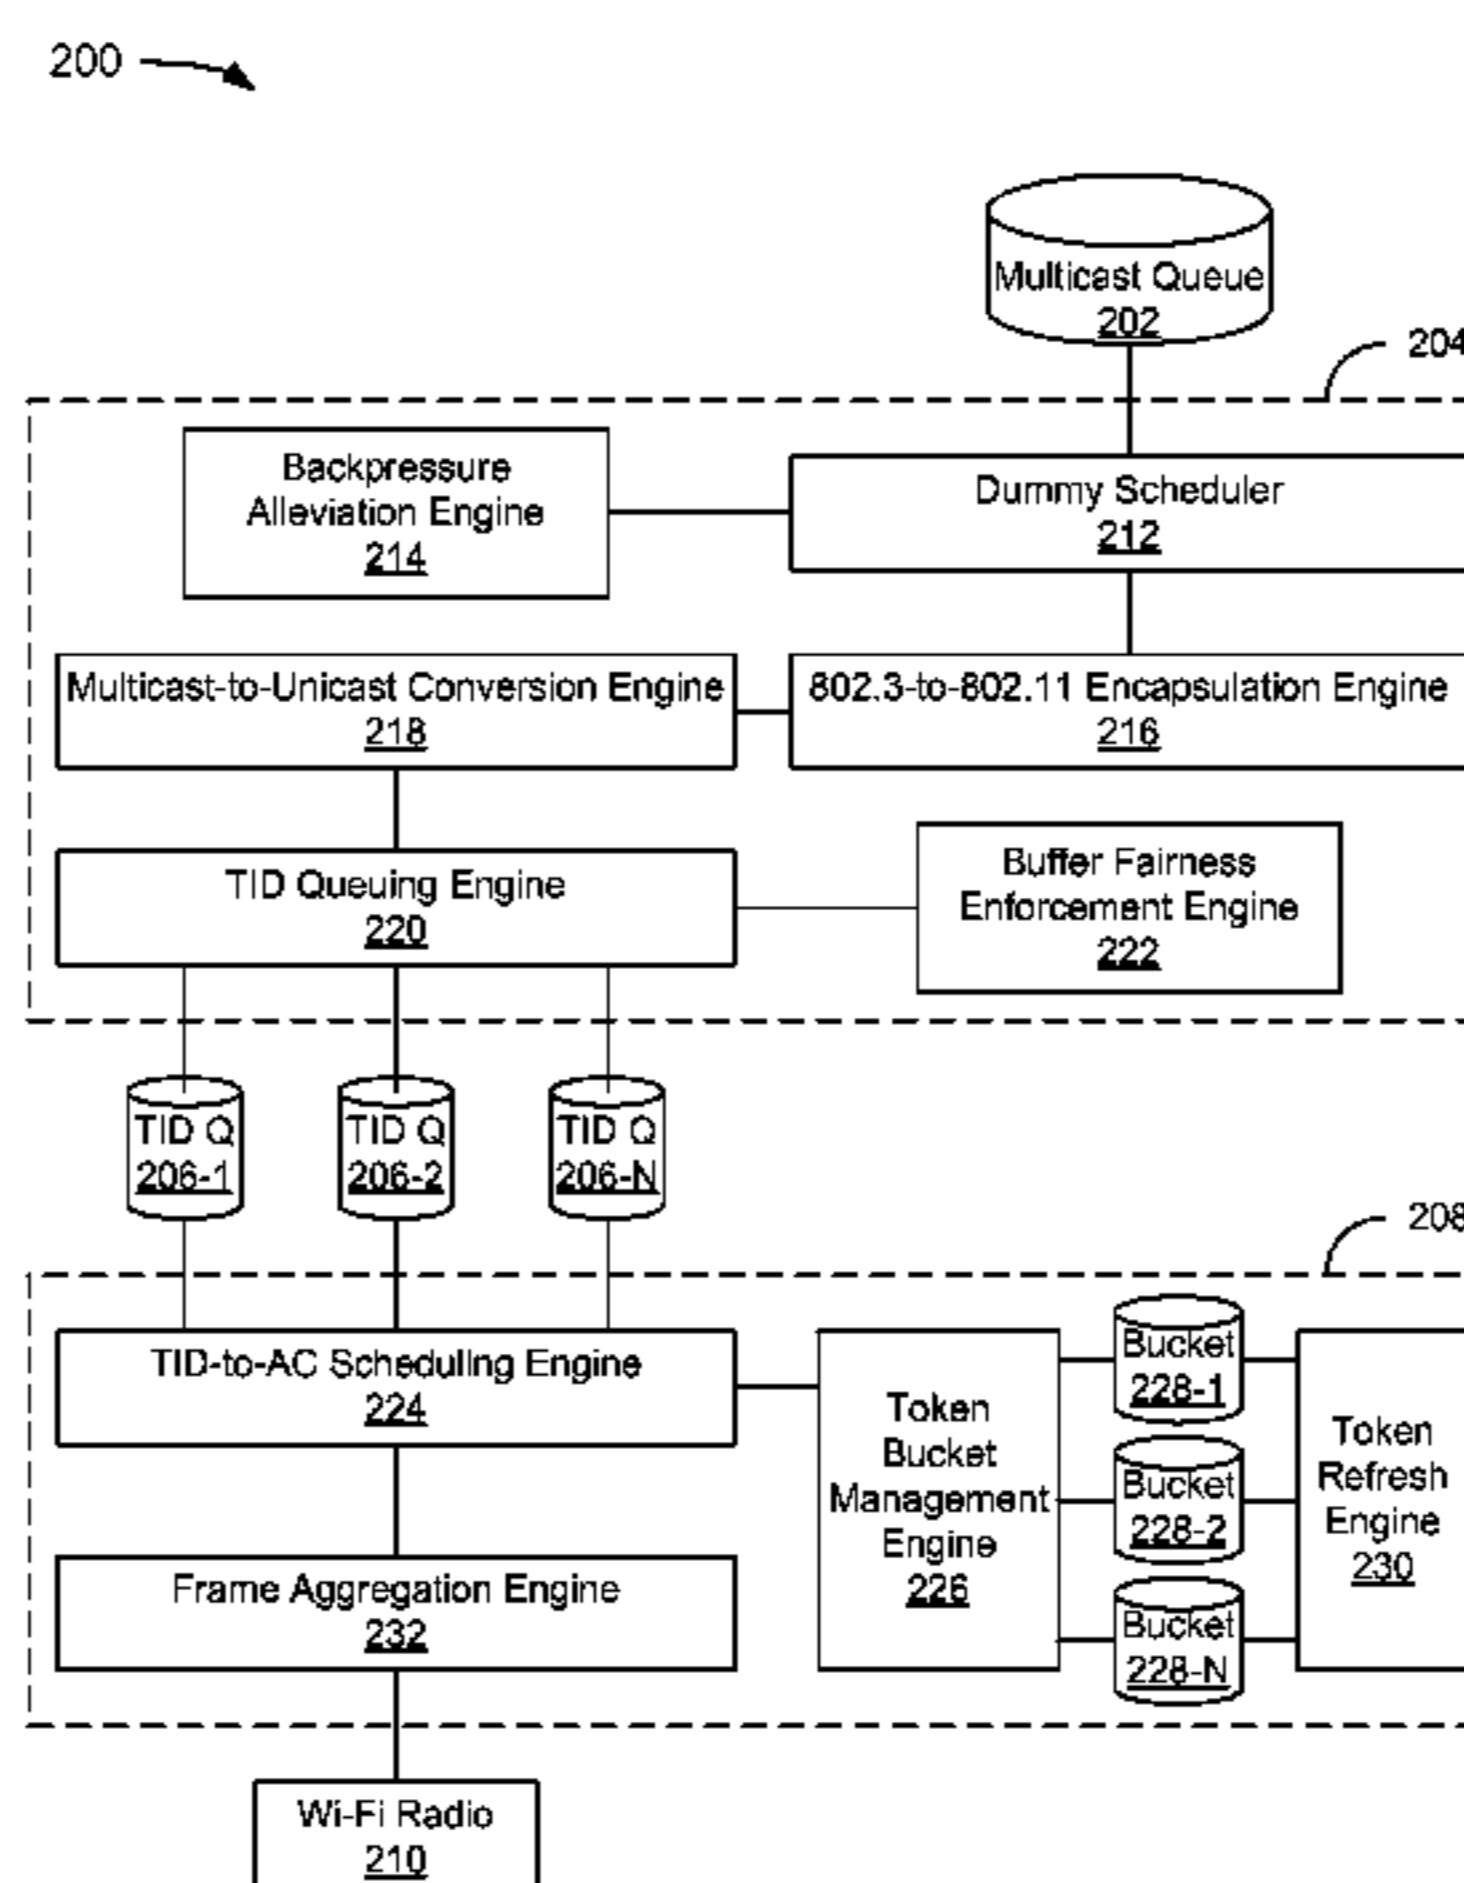 200
Multicast Queue
202
204
Backpressure
Alleviation Engine
214
Dummy Scheduler
212
Multicast-to-Unicast Conversion Engine
218
802.3-to-802.11 Encapsulation Engine
216
TID Queuing Engine
220
Buffer Fairness
Enforcement Engine
222
TID Q
206-1
TID Q
206-2
TID Q
206-N
208
TID-to-AC Scheduling Engine
224
Token
Bucket
Management
Engine
226
Bucket
228-1
Bucket
228-2
Bucket
228-N
Token
Refresh
Engine
230
Frame Aggregation Engine
232
Wi-Fi Radio
210